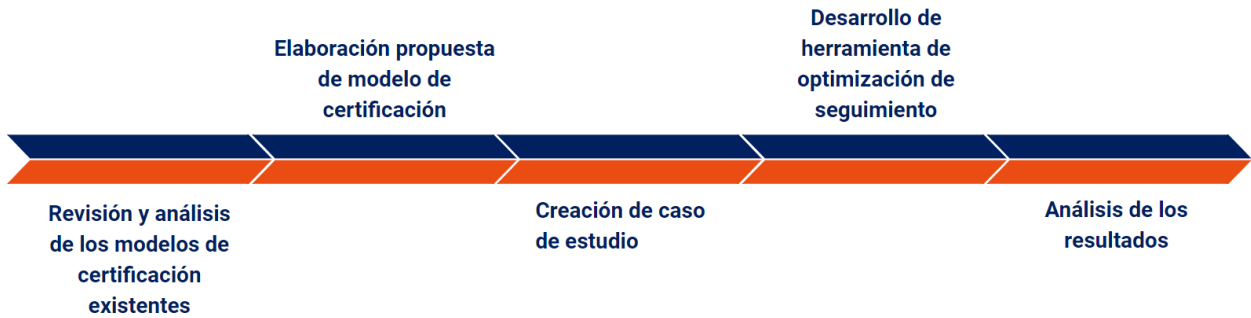 Revisión y análisis
de los modelos de
certificación
existentes
Elaboración propuesta
de modelo de
certificación
Creación de caso
de estudio
Desarrollo de
herramienta de
optimización de
seguimiento
Análisis de los
resultados